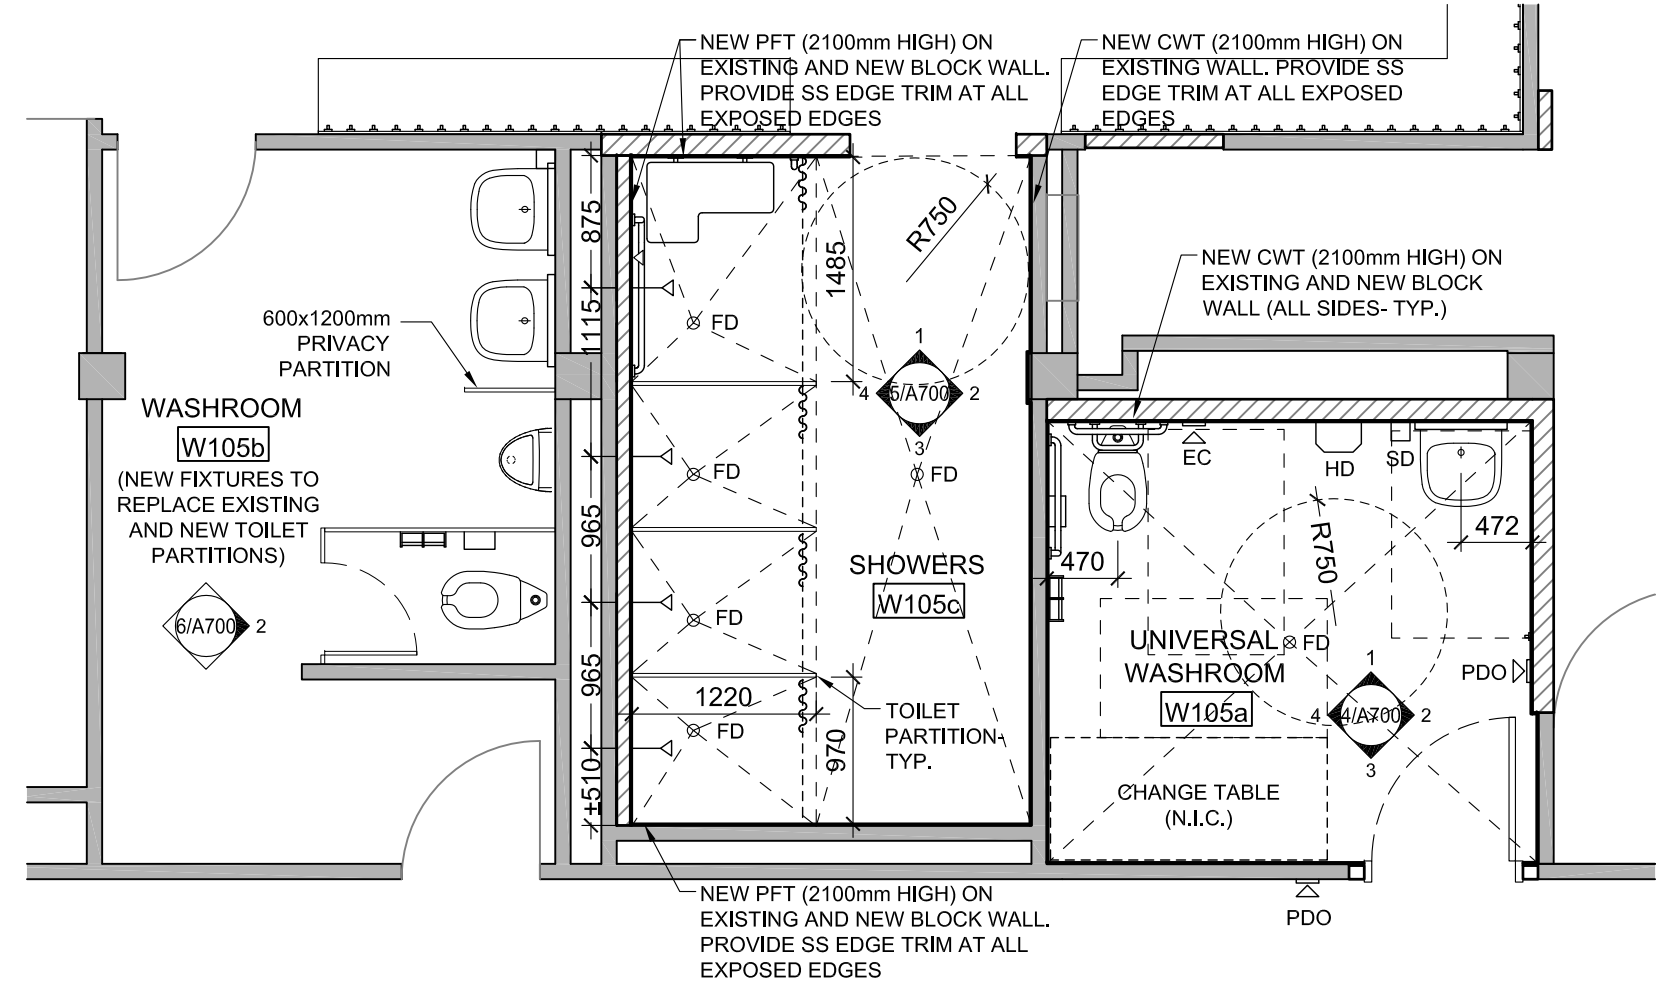 NEW PFT (2100mm HIGH) ON
EXISTING AND NEW BLOCK WALL.
PROVIDE SS EDGE TRIM AT ALL
EXPOSED EDGES
NEW CWT (2100mm HIGH) ON
EXISTING WALL. PROVIDE SS
EDGE TRIM AT ALL EXPOSED
EDGES
875
1485
R750
NEW CWT (2100mm HIGH) ON
EXISTING AND NEW BLOCK
WALL (ALL SIDES- TYP.)
600x1200mm
PRIVACY
PARTITION
1115
FD
1
4
5/A700
2
3
WASHROOM
W105b
(NEW FIXTURES TO
REPLACE EXISTING
AND NEW TOILET
PARTITIONS)
6/A700
2
FD
FD
EC
HD
SD
472
965
470
R750
SHOWERS
W105c
FD
UNIVERSAL
WASHROOM
W105a
FD
PDO
1
4
4/A700
2
3
965
1220
FD
TOILET
PARTITION-
TYP.
970
±510
CHANGE TABLE
(N.I.C.)
PDO
NEW PFT (2100mm HIGH) ON
EXISTING AND NEW BLOCK WALL.
PROVIDE SS EDGE TRIM AT ALL
EXPOSED EDGES